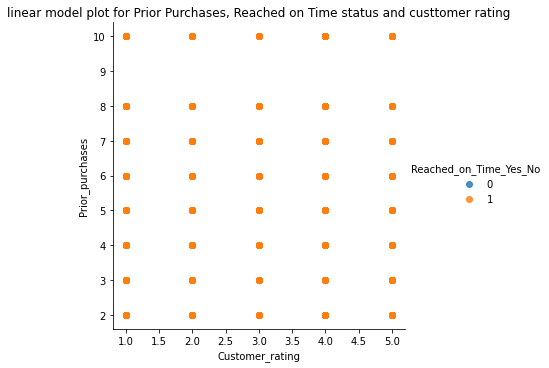 linear model plot for Prior Purchases, Reached on Time status and custtomer rating
10
9
8
7
6
5
4
3
2
Prior_purchases
1.0 1.5 2.0 2.5 3.0 3.5 4.0 4.5 5.0
Customer_rating
Reached_on_Time_Yes_No
0
1